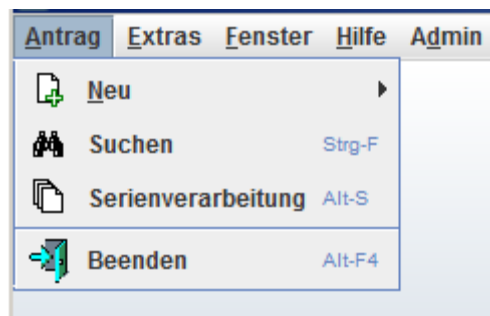 Antrag Extras Fenster Hilfe Admin
Neu
Suchen Strg-F
Serienverarbeitung Alt-S
Beenden Alt-F4